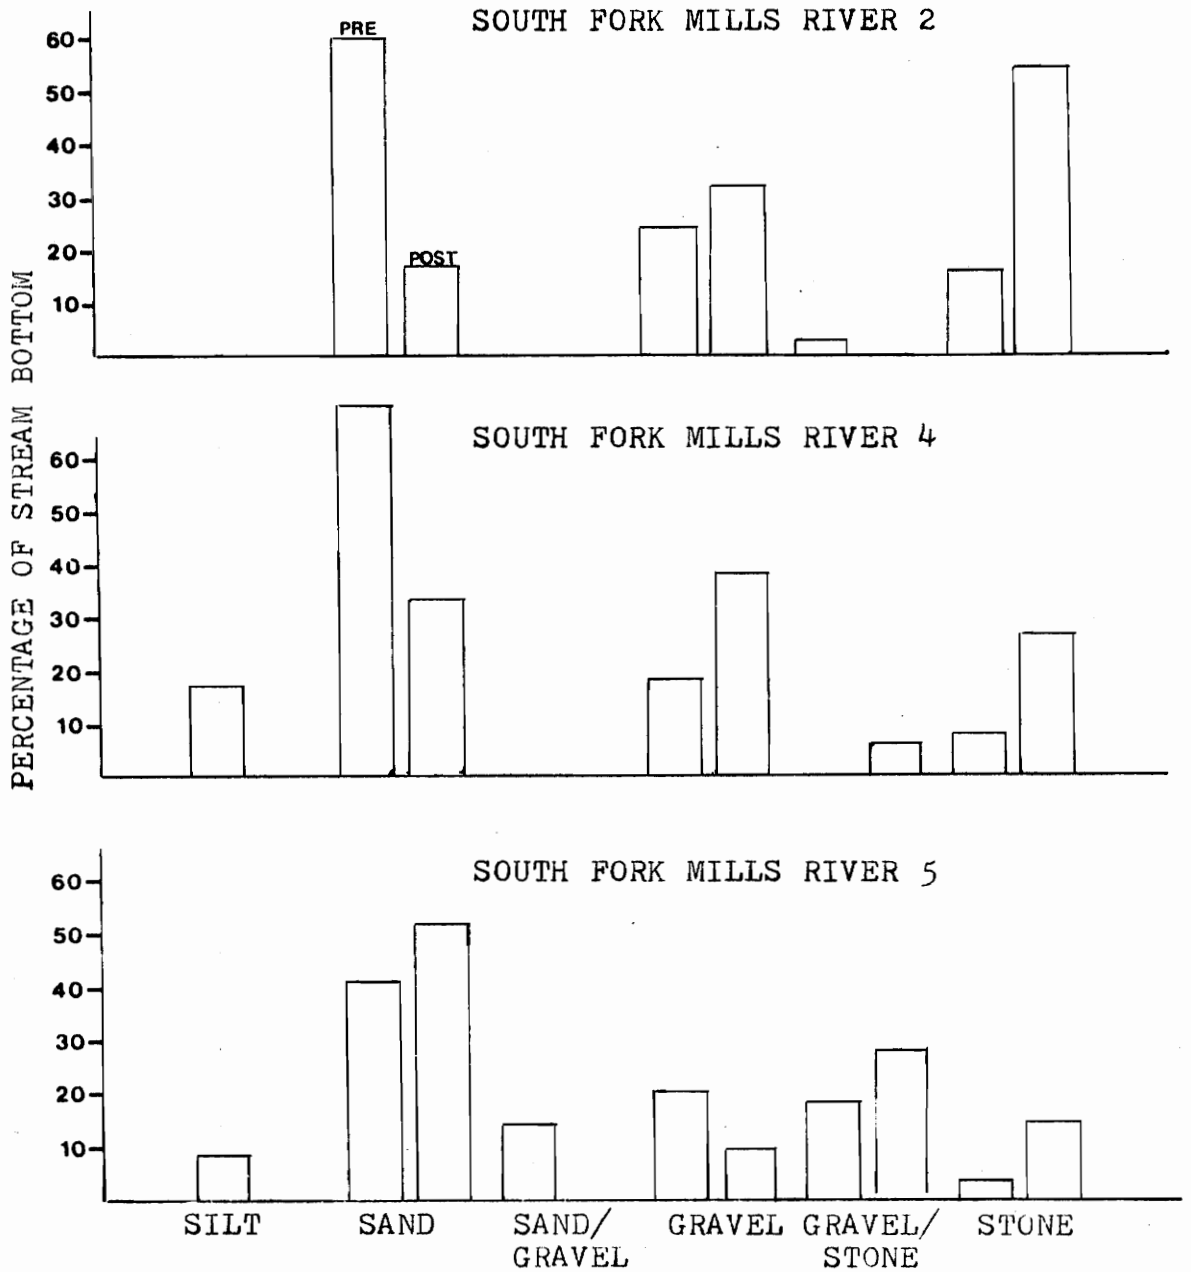 SOUTH FORK MILLS RIVER 2
60
50
40
30
20
10
PRE
POST
PERCENTAGE OF STREAM BOTTOM
SOUTH FORK MILLS RIVER 4
60
50
40
30
20
10
SOUTH FORK MILLS RIVER 5
60
50
40
30
20
10
SILT SAND SAND/ GRAVEL GRAVEL/ STONE
GRAVEL STONE